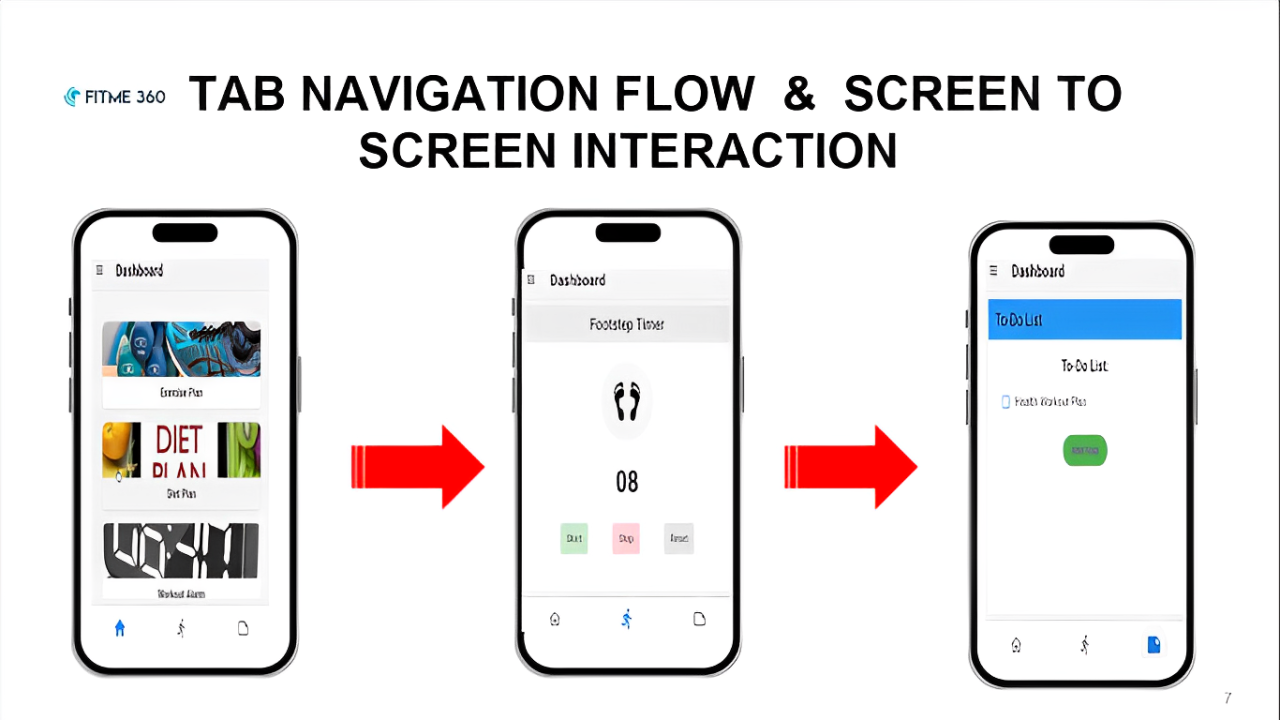 FITME 360
TAB NAVIGATION FLOW & SCREEN TO
SCREEN INTERACTION
Dashboard
Exercise Plan
DIET
PLAN
Diet Plan
Workout Alarm
Dashboard
Footstep Timer
08
Start
Stop
Reset
Dashboard
To-Do List
To-Do List:
Health Workout Plan
7